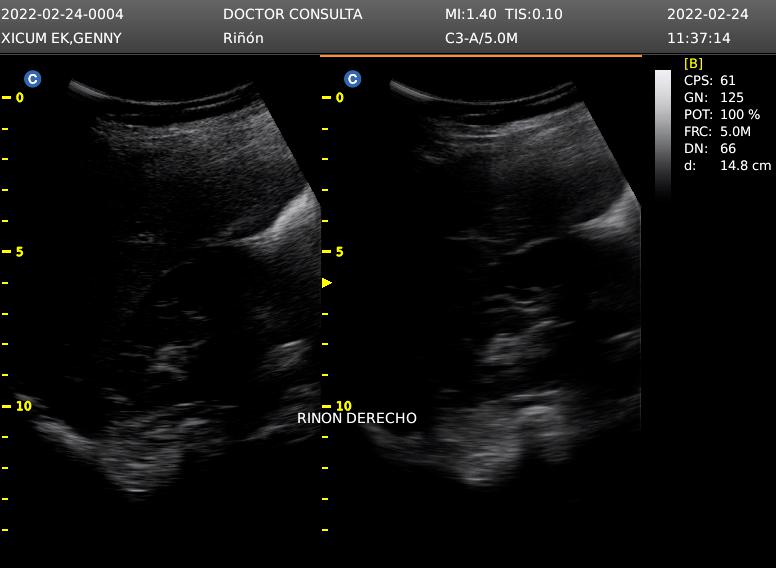 2022-02-24-0004 DOCTOR CONSULTA MI:1.40 TIS:0.10 2022-02-24
XICUM EK,GENNY Riñón C3-A/5.0M 11:37:14
[B]
CPS: 61
GN: 125
POT: 100 %
FRC: 5.0M
DN: 66
d: 14.8 cm
C
0
5
10
C
0
5
10
RINON DERECHO